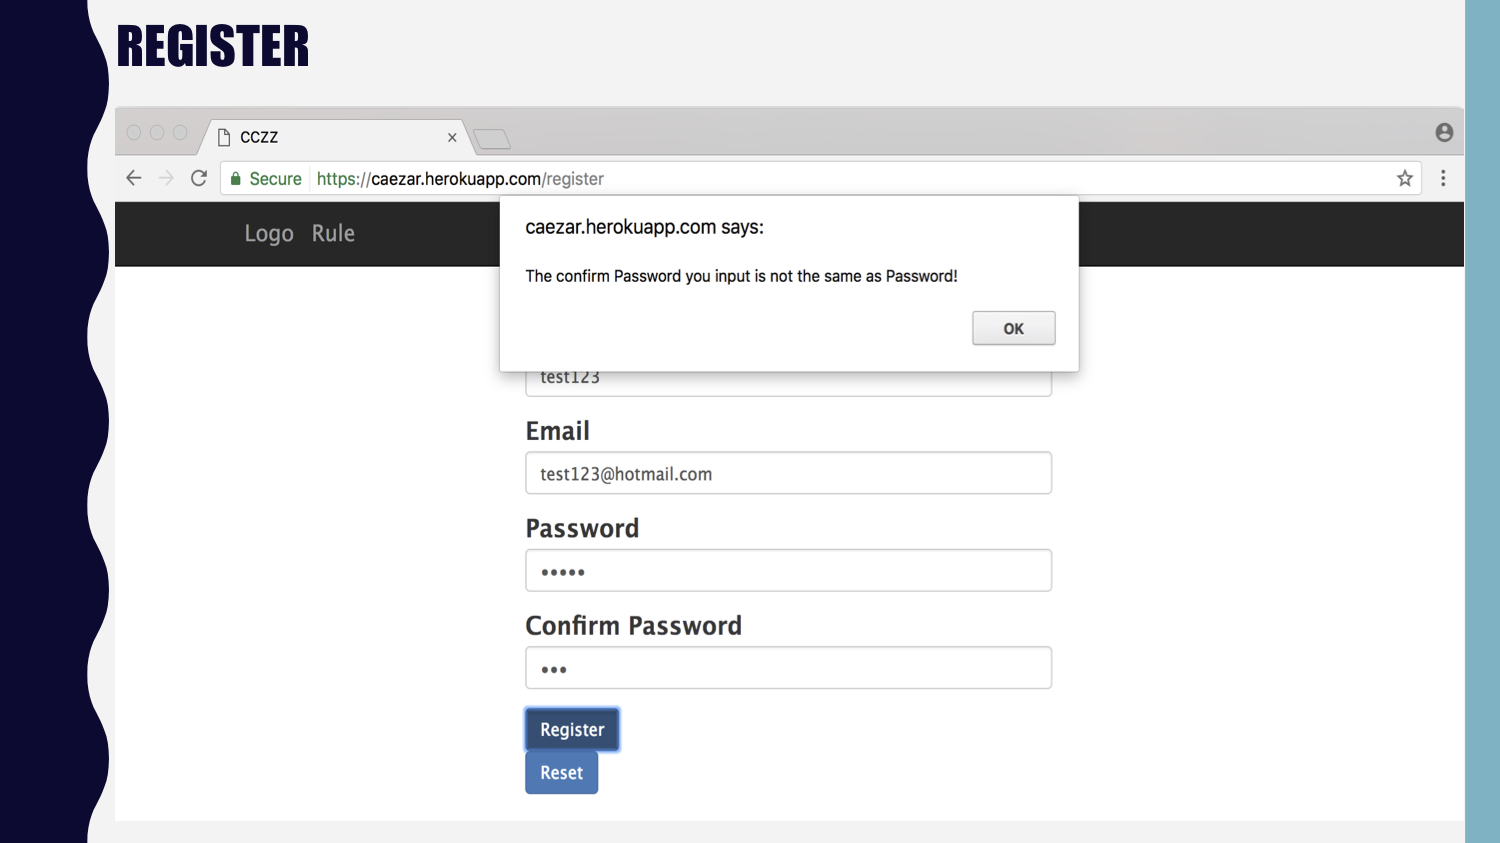 REGISTER
CCZZ
Secure https://caezar.herokuapp.com/register
Logo Rule
caezar.herokuapp.com says:
The confirm Password you input is not the same as Password!
OK
test123
Email
test123@hotmail.com
Password
•••••
Confirm Password
•••
Register
Reset